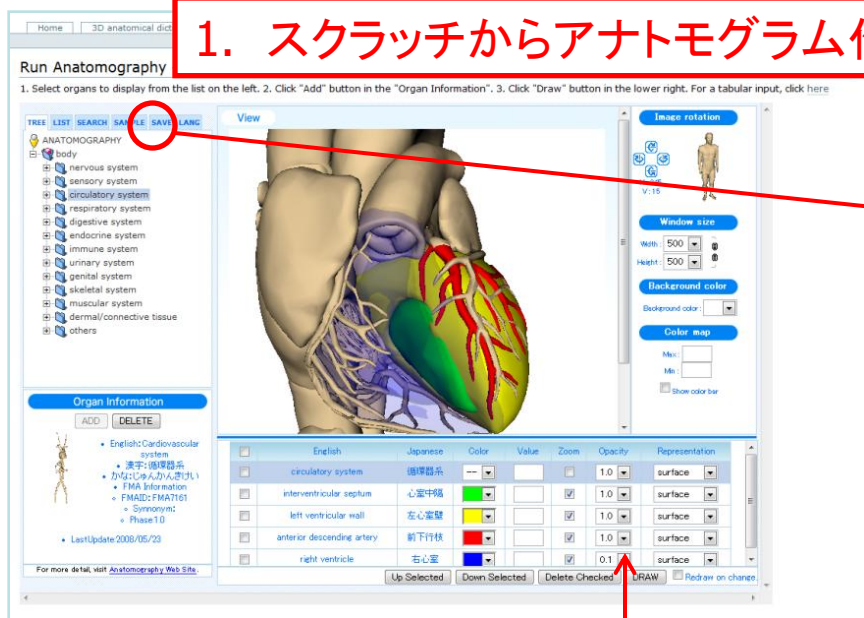 Home
3D anatomical dict
1. スクラッチからアナトモグラム
Run Anatomography
1. Select organs to display from the list on the left. 2. Click "Add" button in the "Organ Information". 3. Click "Draw" button in the lower right. For a tabular input, click here
TREE LIST SEARCH SAMPLE SAVE LANG
ANATOMOGRAPHY
body
nervous system
sensory system
circulatory system
respiratory system
digestive system
endocrine system
immune system
urinary system
genital system
skeletal system
muscular system
dermal/connective tissue
others
View
Image rotation
V:15
Window size
Width: 500
Height: 500
Background color
Background color:
Color map
Max:
Min:
Show color bar
Organ Information
ADD DELETE
English:Cardiovascular
system
漢字:循環器系
かな:じゅんかんきけい
FMA Information
FMAID:FMA7161
Synnonym:
Phase:1.0
LastUpdate:2008/05/23
For more detail, visit Anatomography Web Site.
English Japanese Color Value Zoom Opacity Representation
circulatory system 循環器系 -- 1.0 surface
interventricular septum 心室中隔 1.0 surface
left ventricular wall 左心室壁 1.0 surface
anterior descending artery 前下行枝 1.0 surface
right ventricle 右心室 0.1 surface
Up Selected Down Selected Delete Checked DRAW Redraw on change.